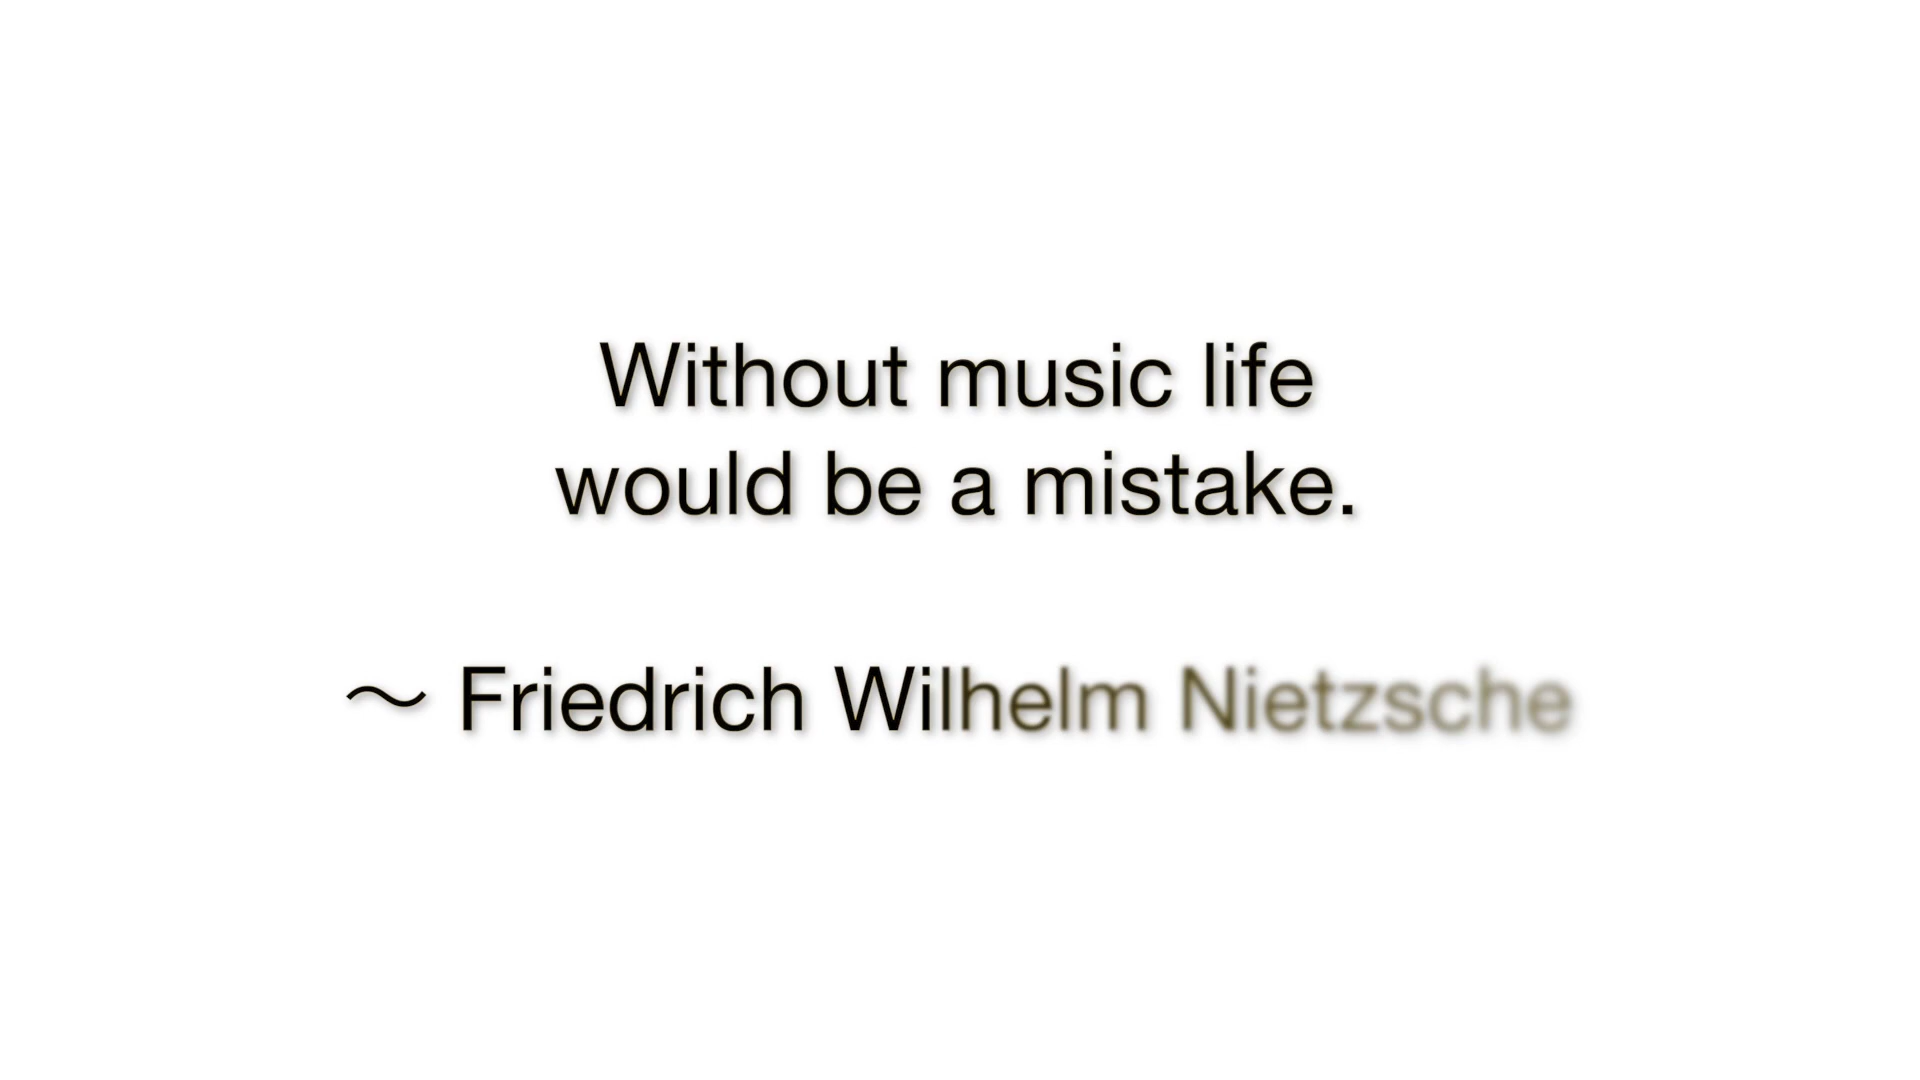 Without music life
would be a mistake.
〜 Friedrich Wilhelm Nietzsche